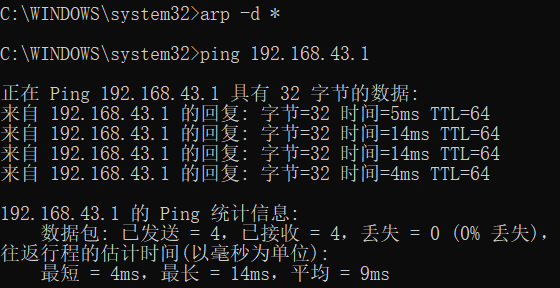 C:\WINDOWS\system32>arp -d *
C:\WINDOWS\system32>ping 192.168.43.1
正在 Ping 192.168.43.1 具有 32 字节的数据:
来自 192.168.43.1 的回复: 字节=32 时间=5ms TTL=64
来自 192.168.43.1 的回复: 字节=32 时间=14ms TTL=64
来自 192.168.43.1 的回复: 字节=32 时间=14ms TTL=64
来自 192.168.43.1 的回复: 字节=32 时间=4ms TTL=64
192.168.43.1 的 Ping 统计信息:
数据包: 已发送 = 4，已接收 = 4，丢失 = 0 (0% 丢失)，
往返行程的估计时间(以毫秒为单位):
最短 = 4ms，最长 = 14ms，平均 = 9ms